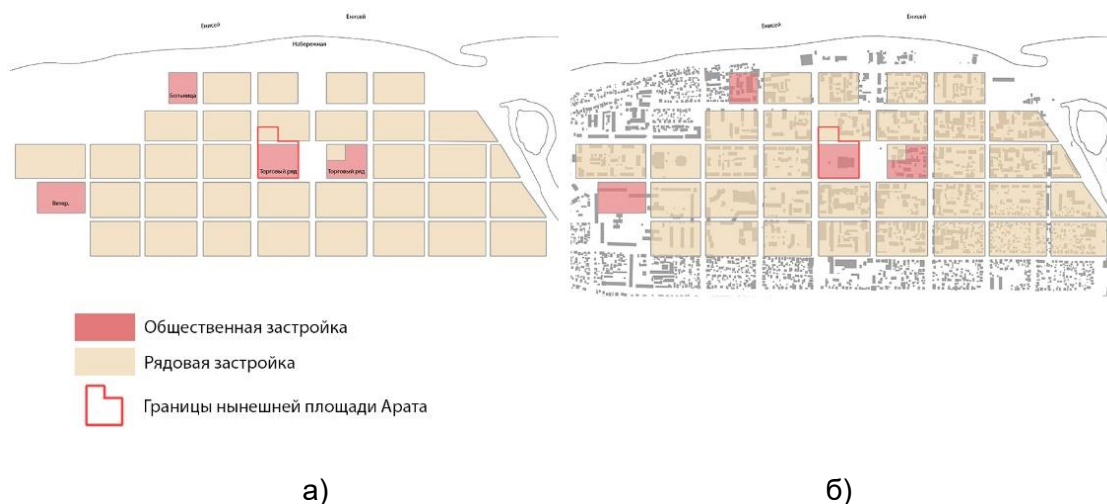 Енисей
Енисей
Набережная
Больница
Торговый ряд
Торговый ряд
Ветер.
Енисей
Енисей
Общественная застройка
Рядовая застройка
Границы нынешней площади Арата
а)
б)